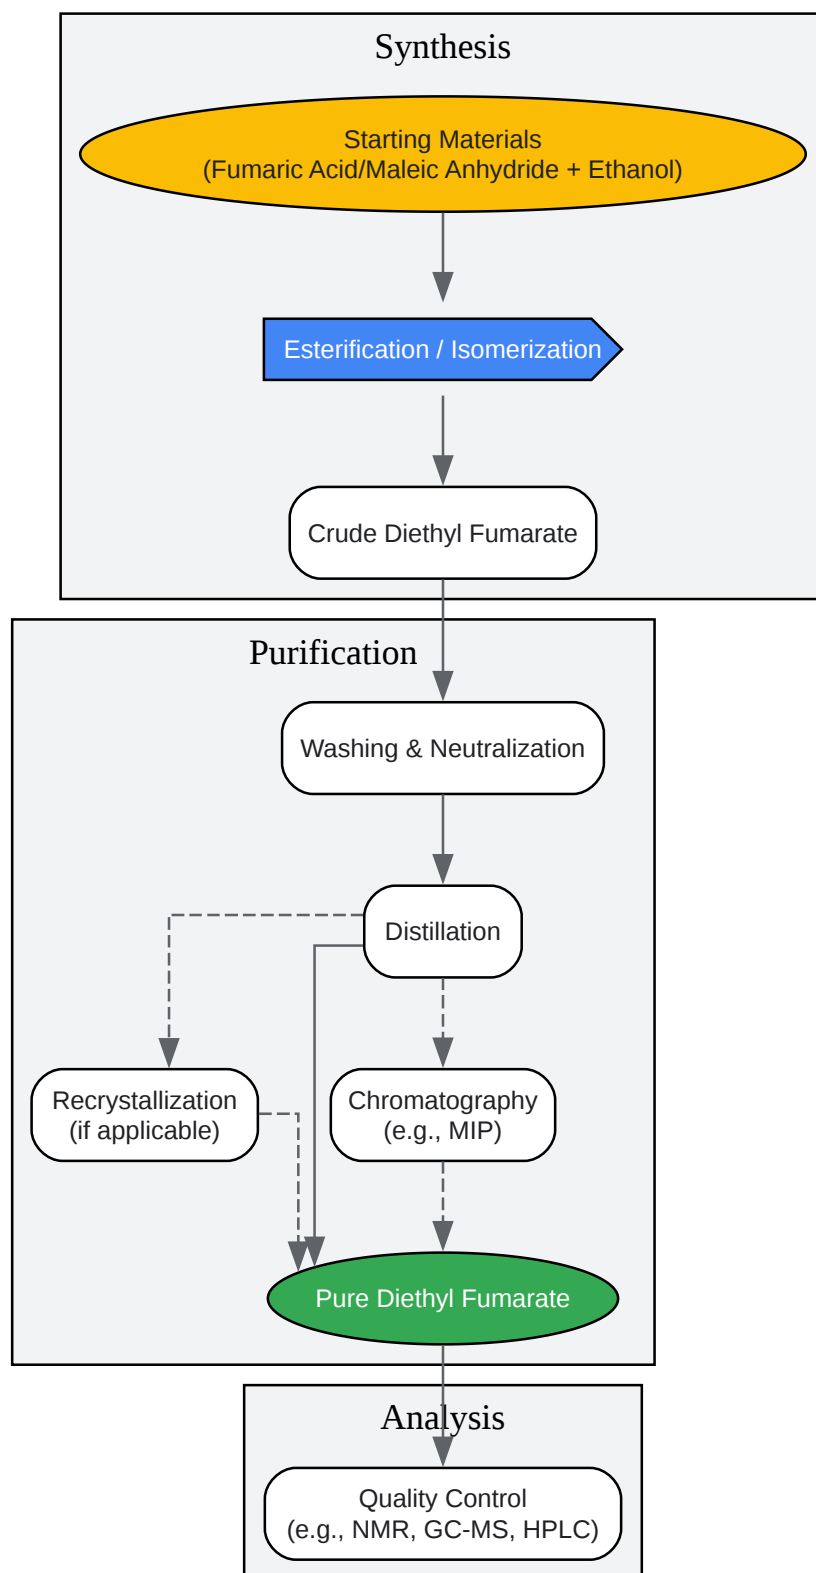 Synthesis
Starting Materials
(Fumaric Acid/Maleic Anhydride + Ethanol)
Esterification / Isomerization
Crude Diethyl Fumarate
Purification
Washing & Neutralization
Distillation
Recrystallization
(if applicable)
Chromatography
(e.g., MIP)
Pure Diethyl Fumarate
Analysis
Quality Control
(e.g., NMR, GC-MS, HPLC)